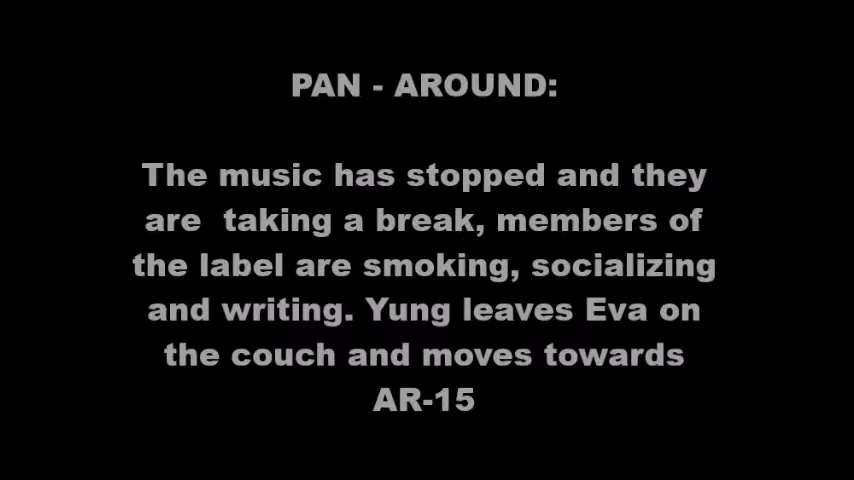 PAN - AROUND:
The music has stopped and they
are  taking a break, members of
the label are smoking, socializing
and writing. Yung leaves Eva on
the couch and moves towards
AR-15